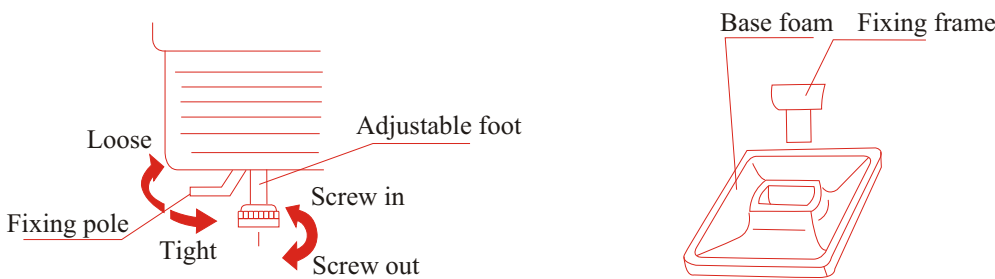 Base foam
Fixing frame
Loose
Adjustable foot
Screw in
Fixing pole
Tight
Screw out